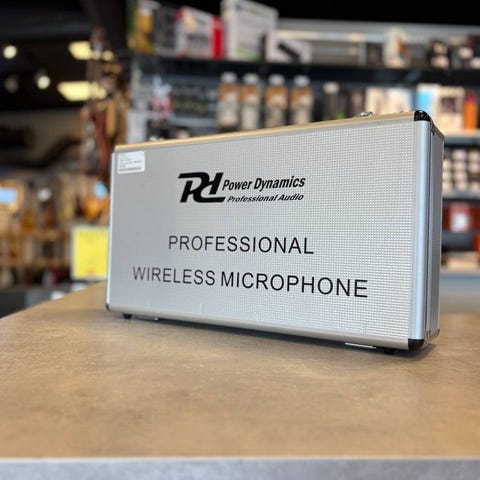 PD Power Dynamics
Professional Audio
PROFESSIONAL
WIRELESS MICROPHONE